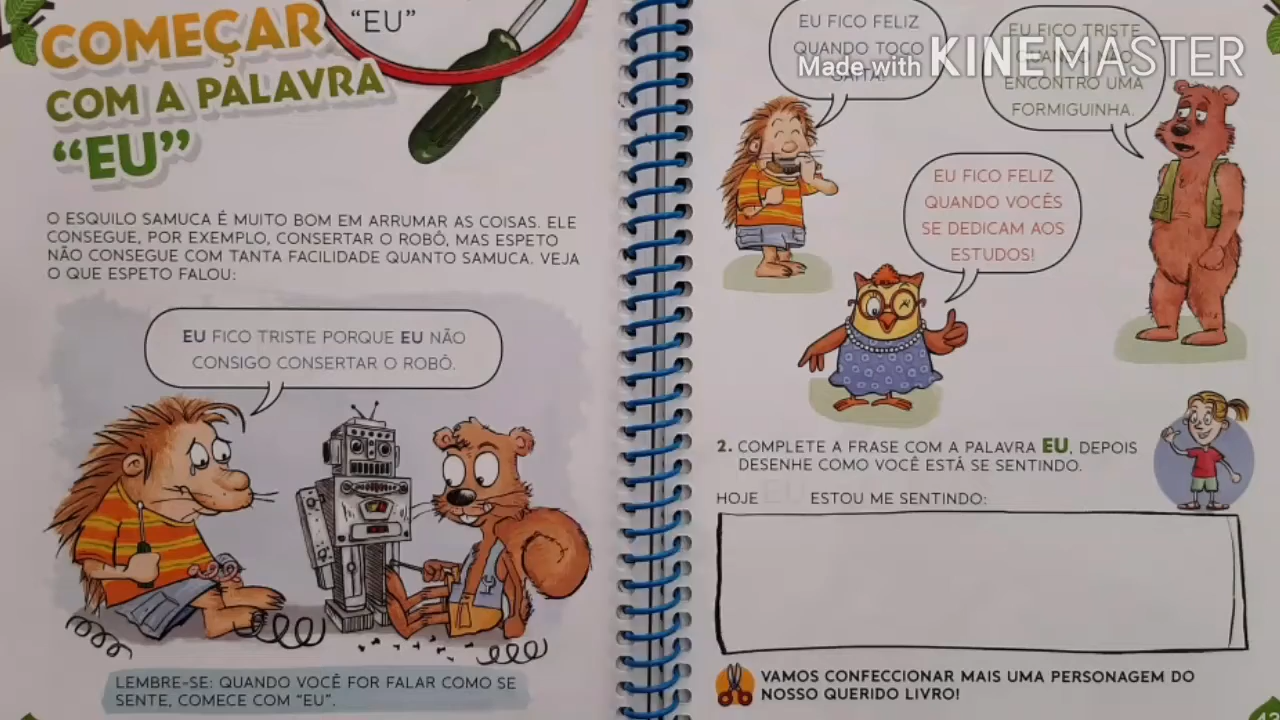 COMEÇAR
COM A PALAVRA
“EU”
“EU”
O ESQUILO SAMUCA É MUITO BOM EM ARRUMAR AS COISAS. ELE
CONSEGUE, POR EXEMPLO, CONSERTAR O ROBÔ, MAS ESPETO
NÃO CONSEGUE COM TANTA FACILIDADE QUANTO SAMUCA. VEJA
O QUE ESPETO FALOU:
EU FICO TRISTE PORQUE EU NÃO
CONSIGO CONSERTAR O ROBÔ.
LEMBRE-SE: QUANDO VOCÊ FOR FALAR COMO SE
SENTE, COMECE COM “EU”.
EU FICO FELIZ
QUANDO TOCO
GAITA!
EU FICO TRISTE
QUANDO NÃO
ENCONTRO UMA
FORMIGUINHA.
Made with KINEMASTER
EU FICO FELIZ
QUANDO VOCÊS
SE DEDICAM AOS
ESTUDOS!
2. COMPLETE A FRASE COM A PALAVRA EU, DEPOIS
DESENHE COMO VOCÊ ESTÁ SE SENTINDO.
HOJE EU ESTOU ME SENTINDO:
VAMOS CONFECCIONAR MAIS UMA PERSONAGEM DO
NOSSO QUERIDO LIVRO!